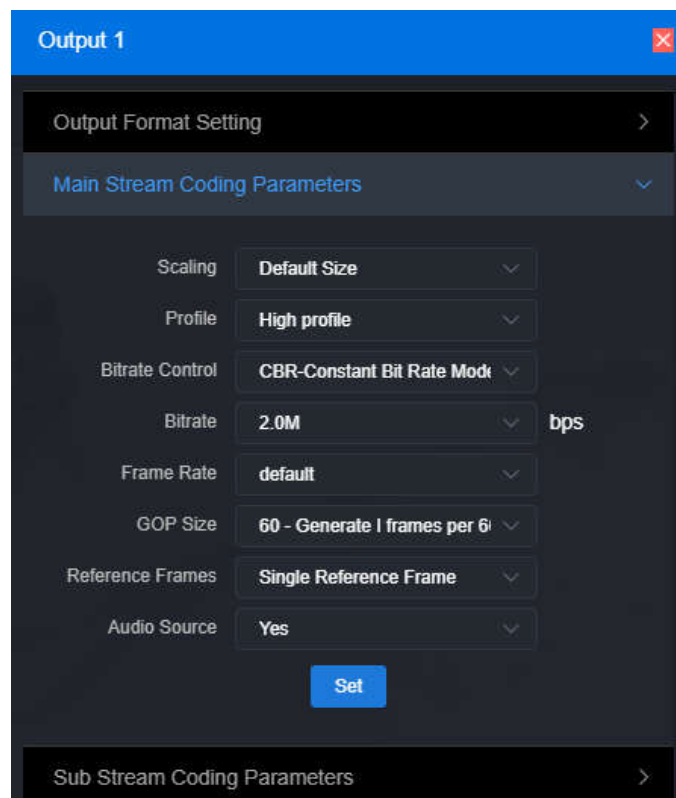 Output 1
Output Format Setting
Main Stream Coding Parameters
Scaling Default Size
Profile High profile
Bitrate Control CBR-Constant Bit Rate Mode
Bitrate 2.0M bps
Frame Rate default
GOP Size 60 - Generate I frames per 6
Reference Frames Single Reference Frame
Audio Source Yes
Set
Sub Stream Coding Parameters